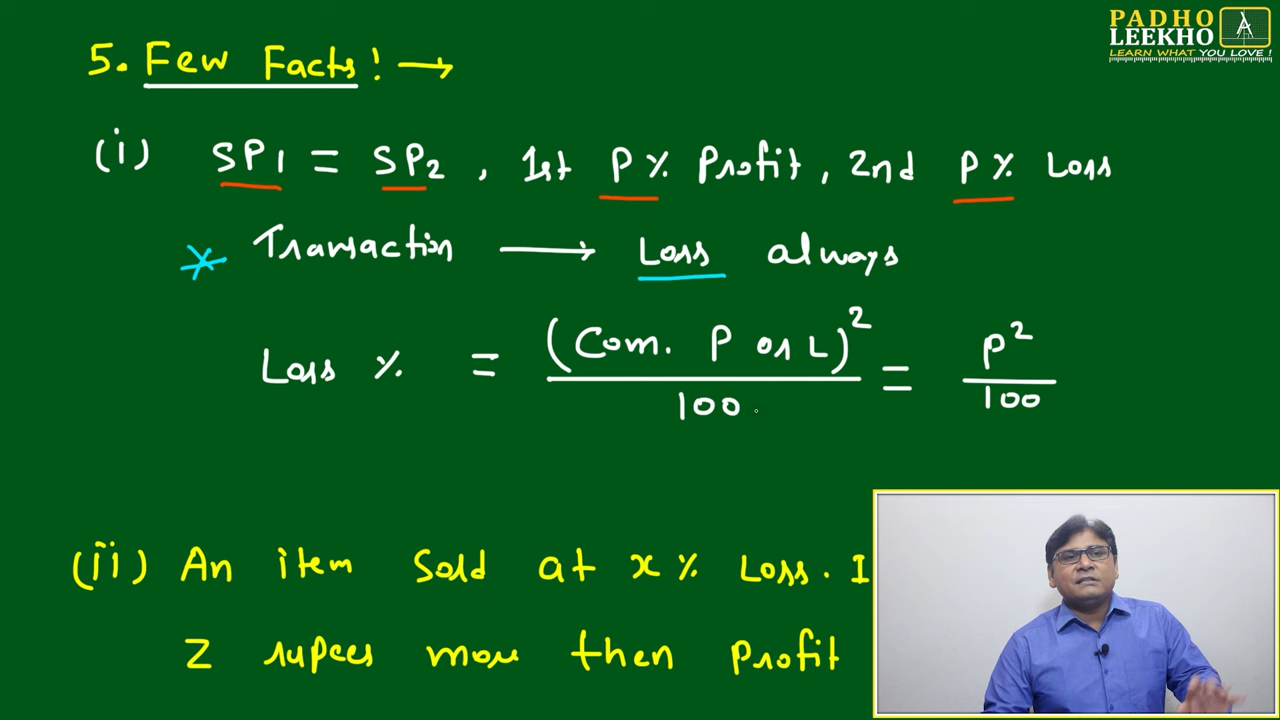 PADHO
LEEKHO
LEARN WHAT YOU LOVE !
5. Few Facts! →
(i) SP1 = SP2, 1st P% Profit, 2nd P% Loss
* Transaction → Loss always
Loss % = (Com. P or L)² / 100 = P² / 100
(ii) An item Sold at x% Loss. I
Z rupees more then Profit